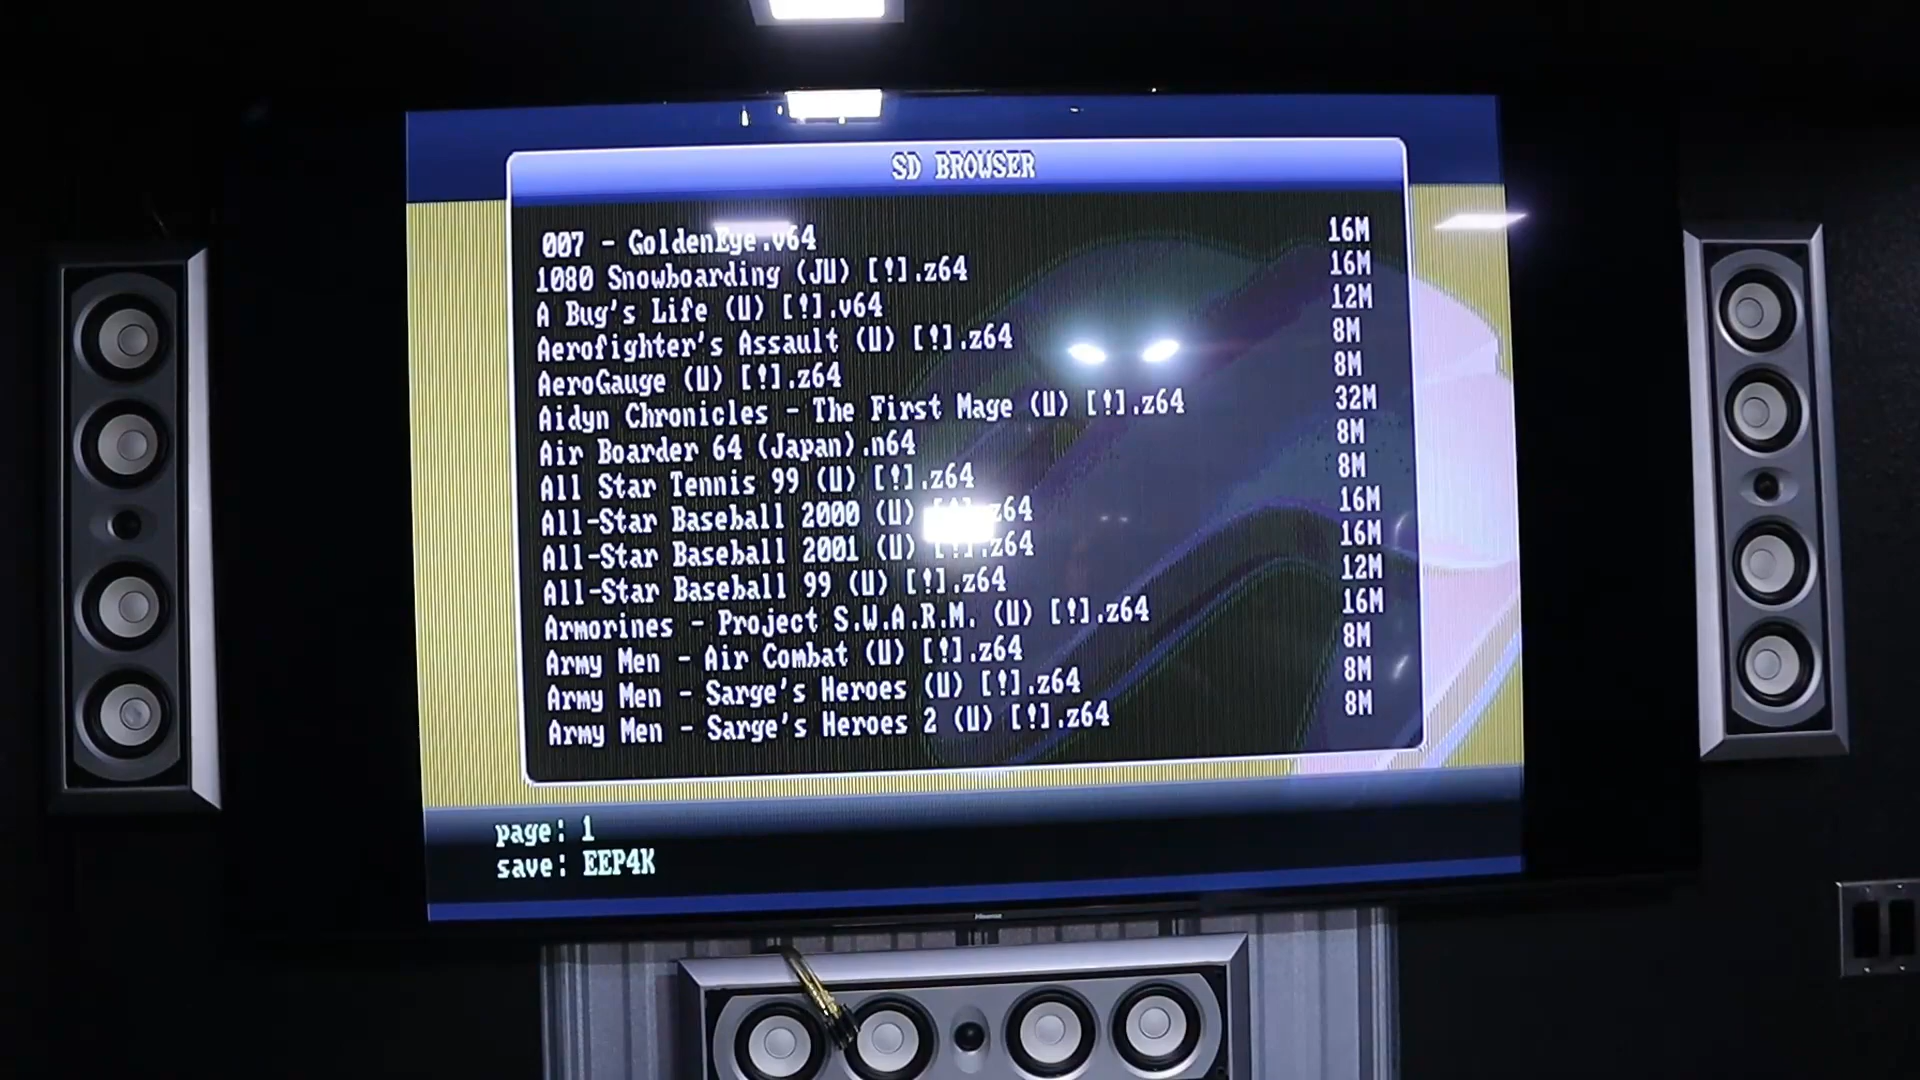 SD BROWSER
007 - GoldenEye.v64 16M
1080 Snowboarding (JU) [!].z64 16M
A Bug's Life (U) [!].v64 12M
Aerofighter's Assault (U) [!].z64 8M
AeroGauge (U) [!].z64 8M
Aidyn Chronicles - The First Mage (U) [!].z64 32M
Air Boarder 64 (Japan).n64 8M
All Star Tennis 99 (U) [!].z64 8M
All-Star Baseball 2000 (U) [!].z64 16M
All-Star Baseball 2001 (U) [!].z64 16M
All-Star Baseball 99 (U) [!].z64 12M
Armorines - Project S.W.A.R.M. (U) [!].z64 16M
Army Men - Air Combat (U) [!].z64 8M
Army Men - Sarge's Heroes (U) [!].z64 8M
Army Men - Sarge's Heroes 2 (U) [!].z64 8M
page: 1
save: EEP4K
Hisense